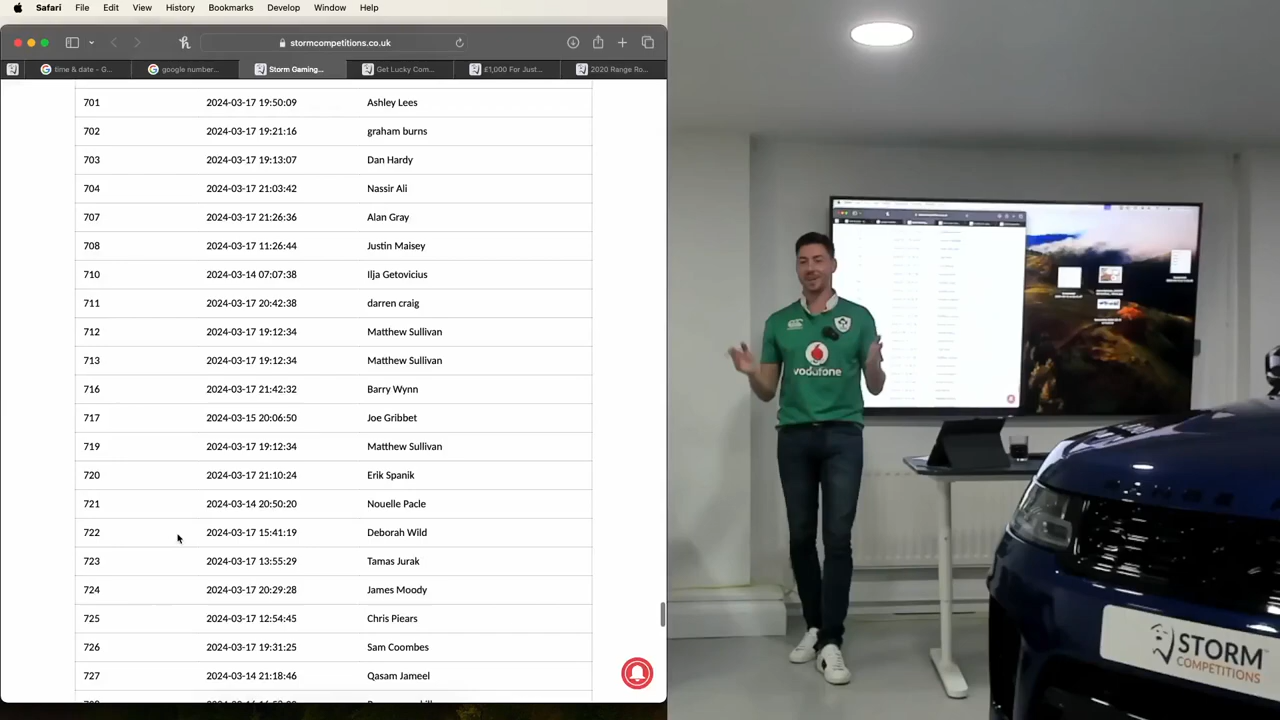 Safari File Edit View History Bookmarks Develop Window Help
stormcompetitions.co.uk
time & date - G... google number... Storm Gaming... Get Lucky Com... £1,000 For Just... 2020 Range Ro...
701 2024-03-17 19:50:09 Ashley Lees
702 2024-03-17 19:21:16 graham burns
703 2024-03-17 19:13:07 Dan Hardy
704 2024-03-17 21:03:42 Nassir Ali
707 2024-03-17 21:26:36 Alan Gray
708 2024-03-17 11:26:44 Justin Maisey
710 2024-03-14 07:07:38 Ilja Getovicius
711 2024-03-17 20:42:38 darren craig
712 2024-03-17 19:12:34 Matthew Sullivan
713 2024-03-17 19:12:34 Matthew Sullivan
716 2024-03-17 21:42:32 Barry Wynn
717 2024-03-15 20:06:50 Joe Gribbet
719 2024-03-17 19:12:34 Matthew Sullivan
720 2024-03-17 21:10:24 Erik Spanik
721 2024-03-14 20:50:20 Nouelle Pacle
722 2024-03-17 15:41:19 Deborah Wild
723 2024-03-17 13:55:29 Tamas Jurak
724 2024-03-17 20:29:28 James Moody
725 2024-03-17 12:54:45 Chris Piears
726 2024-03-17 19:31:25 Sam Coombes
727 2024-03-14 21:18:46 Qasam Jameel
vodafone
STORM
COMPETITIONS